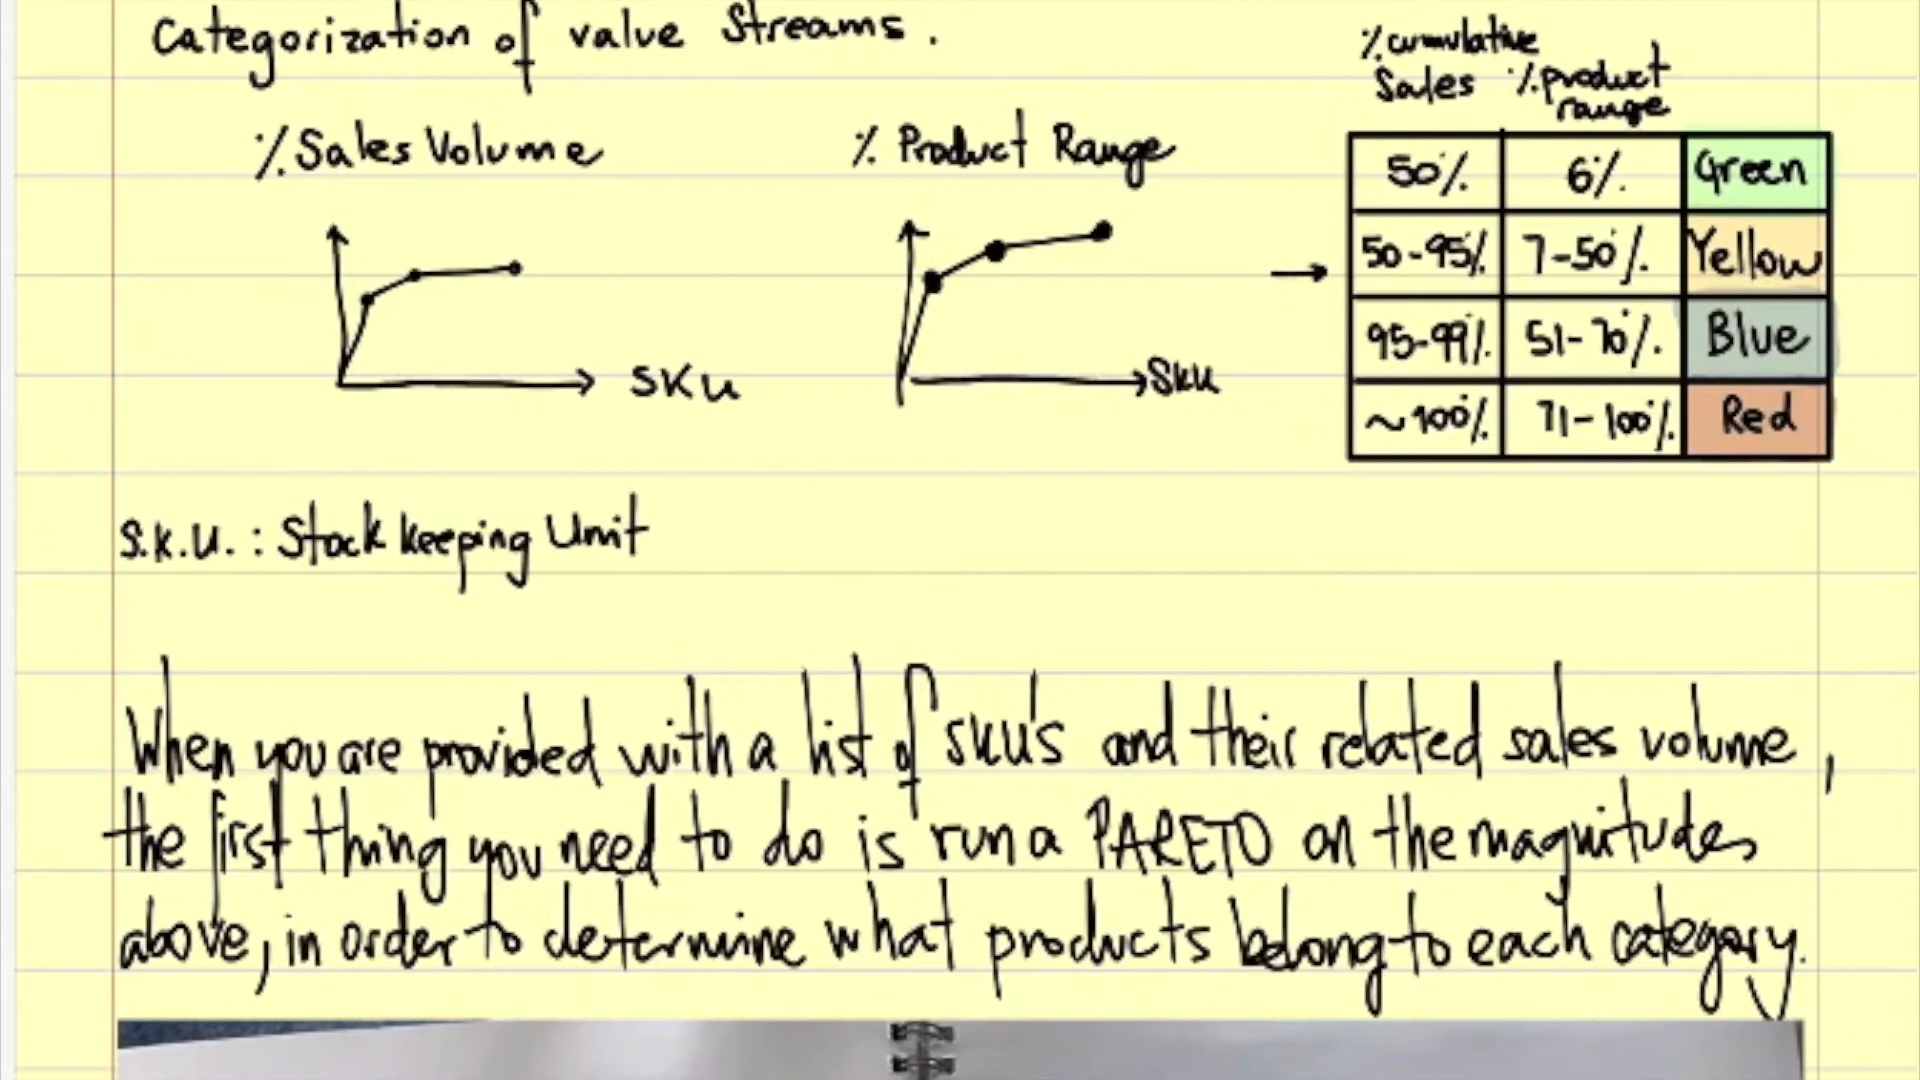 Categorization of value Streams.
% cumulative
Sales
% product
range
% Sales Volume
% Product Range
50% 6% Green
50-95% 7-50% Yellow
95-99% 51-70% Blue
~100% 71-100% Red
SKU
SKU
S.K.U. : Stock keeping Unit
When you are provided with a list of SKU's and their related sales volume,
the first thing you need to do is run a PARETO on the magnitudes
above, in order to determine what products belong to each category.